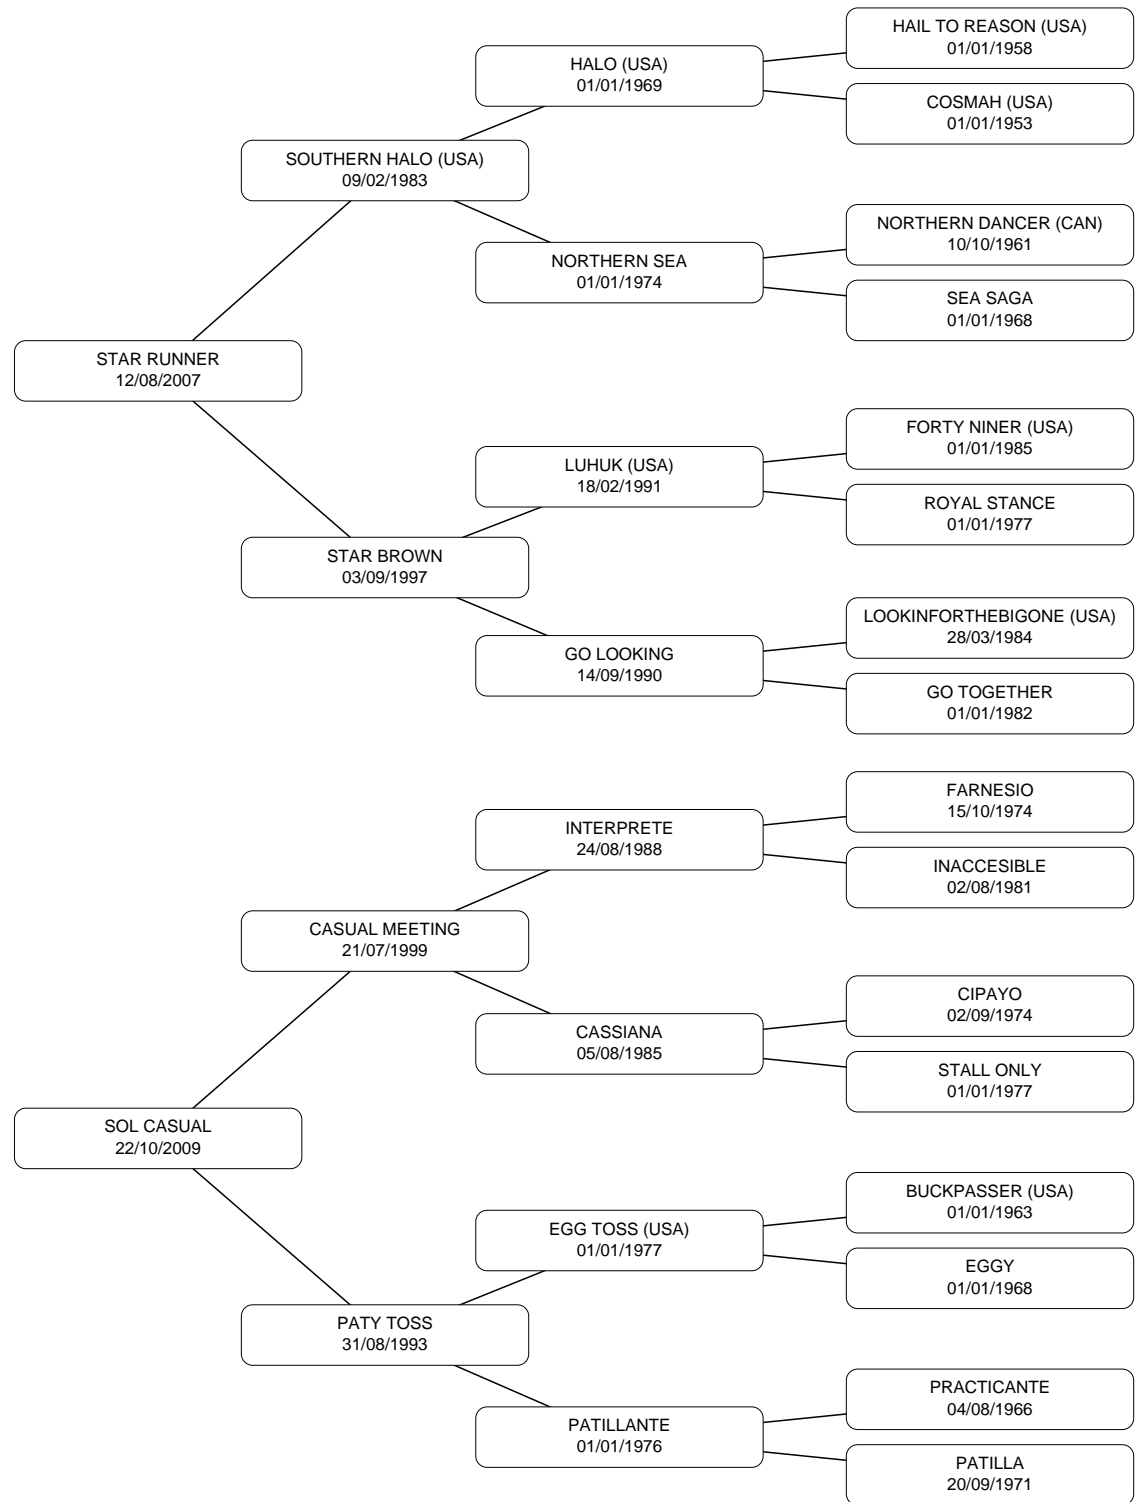 HAIL TO REASON (USA)
01/01/1958
HALO (USA)
01/01/1969
COSMAH (USA)
01/01/1953
SOUTHERN HALO (USA)
09/02/1983
NORTHERN DANCER (CAN)
10/10/1961
NORTHERN SEA
01/01/1974
SEA SAGA
01/01/1968
STAR RUNNER
12/08/2007
FORTY NINER (USA)
01/01/1985
LUHUK (USA)
18/02/1991
ROYAL STANCE
01/01/1977
STAR BROWN
03/09/1997
LOOKINFORTHEBIGONE (USA)
28/03/1984
GO LOOKING
14/09/1990
GO TOGETHER
01/01/1982
FARNESIO
15/10/1974
INTERPRETE
24/08/1988
INACCESIBLE
02/08/1981
CASUAL MEETING
21/07/1999
CIPAYO
02/09/1974
CASSIANA
05/08/1985
STALL ONLY
01/01/1977
SOL CASUAL
22/10/2009
BUCKPASSER (USA)
01/01/1963
EGG TOSS (USA)
01/01/1977
EGGY
01/01/1968
PATY TOSS
31/08/1993
PRACTICANTE
04/08/1966
PATILLANTE
01/01/1976
PATILLA
20/09/1971